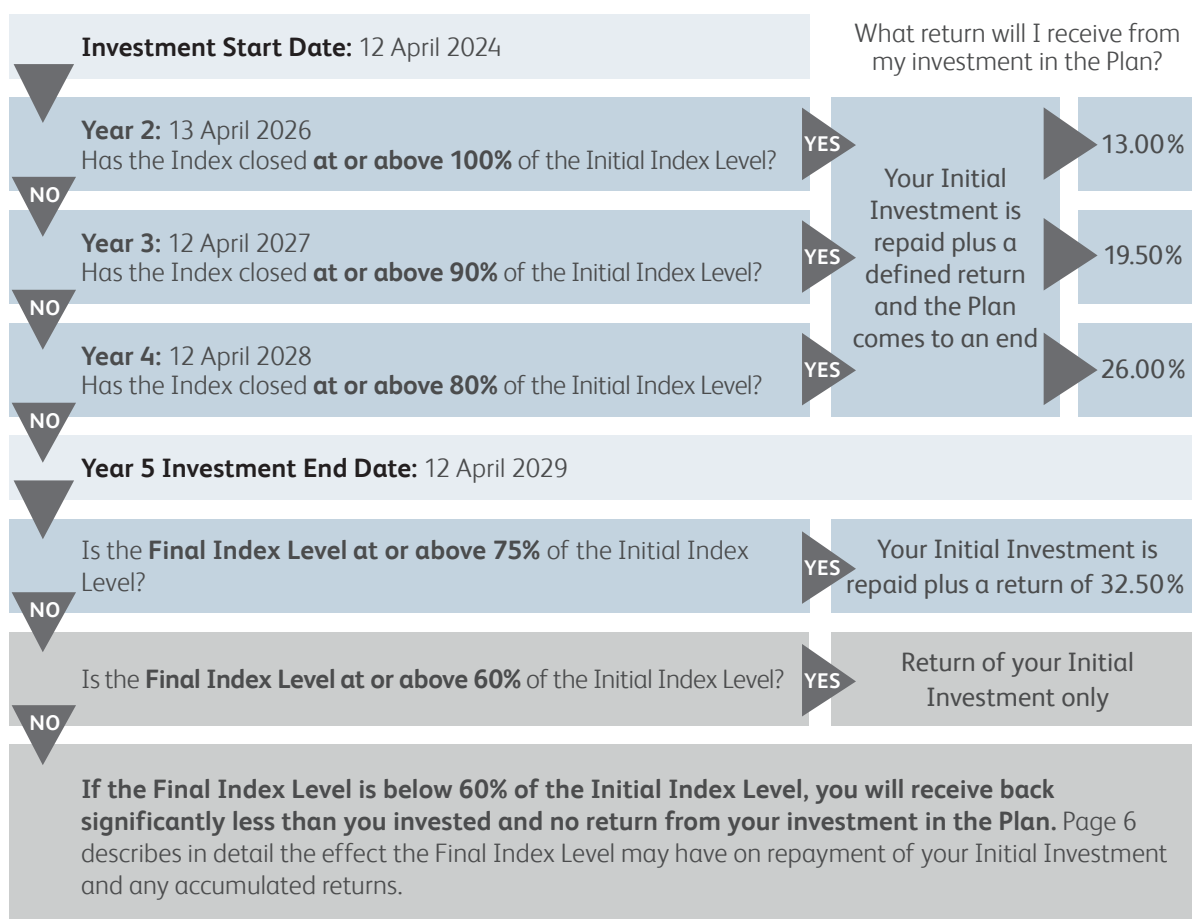 Investment Start Date: 12 April 2024
What return will I receive from
my investment in the Plan?
Year 2: 13 April 2026
Has the Index closed at or above 100% of the Initial Index Level?
YES
13.00%
NO
Year 3: 12 April 2027
Has the Index closed at or above 90% of the Initial Index Level?
YES
19.50%
NO
Year 4: 12 April 2028
Has the Index closed at or above 80% of the Initial Index Level?
YES
26.00%
Your Initial
Investment is
repaid plus a
defined return
and the Plan
comes to an end
NO
Year 5 Investment End Date: 12 April 2029
Is the Final Index Level at or above 75% of the Initial Index
Level?
YES
Your Initial Investment is
repaid plus a return of 32.50%
NO
Is the Final Index Level at or above 60% of the Initial Index Level?
YES
Return of your Initial
Investment only
NO
If the Final Index Level is below 60% of the Initial Index Level, you will receive back
significantly less than you invested and no return from your investment in the Plan. Page 6
describes in detail the effect the Final Index Level may have on repayment of your Initial Investment
and any accumulated returns.